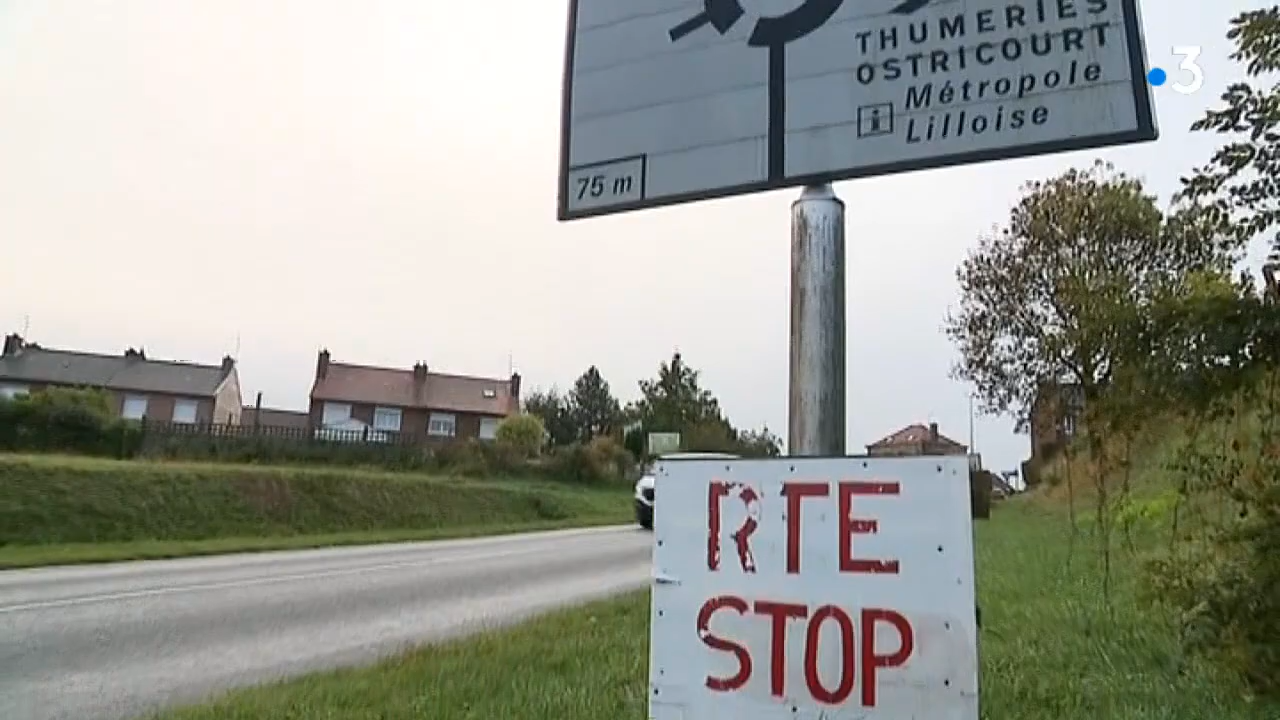 THUMERIES
OSTRICOURT
Métropole
i Lilloise
75 m
3
RTE
STOP